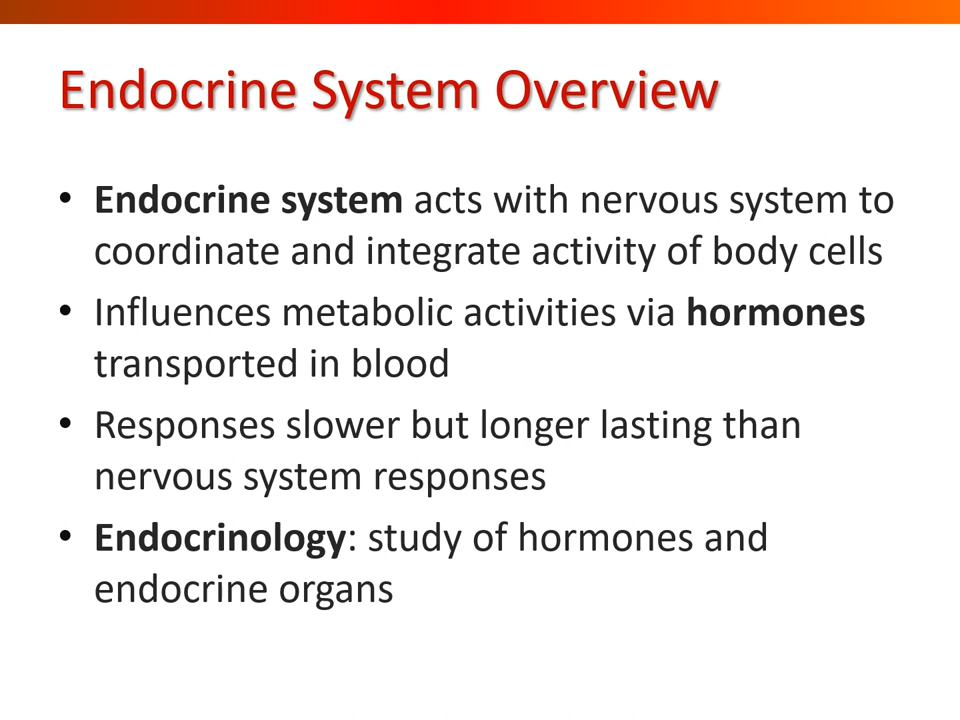 Endocrine System Overview
• Endocrine system acts with nervous system to
coordinate and integrate activity of body cells
• Influences metabolic activities via hormones
transported in blood
• Responses slower but longer lasting than
nervous system responses
• Endocrinology: study of hormones and
endocrine organs